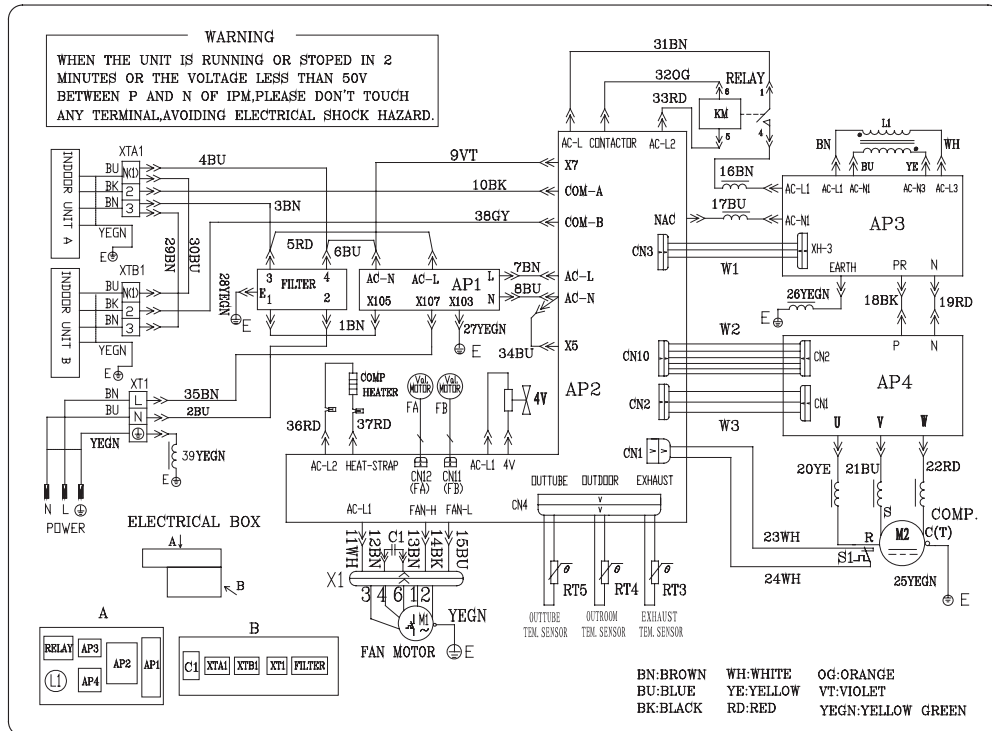 WARNING
WHEN THE UNIT IS RUNNING OR STOPED IN 2
MINUTES OR THE VOLTAGE LESS THAN 50V
BETWEEN P AND N OF IPM,PLEASE DON'T TOUCH
ANY TERMINAL,AVOIDING ELECTRICAL SHOCK HAZARD.
31BN
32OG
RELAY
33RD
8
1
KM
5
4
AC-L
CONTACTOR
AC-L2
L1
BN
WH
BU
YE
16BN
AC-L1
AC-L1
AC-N1
AC-N3
AC-L3
17BU
NAC
AC-N1
AP3
CN3
XH-3
W1
EARTH
PR
N
26YEGN
E
18BK
19RD
INDOOR UNIT A
XTA1
BU
N(1)
BK
2
BN
3
YEGN
E
4BU
3BN
29BN
30BU
9VT
X7
10BK
COM-A
38GY
COM-B
5RD
6BU
INDOOR UNIT B
XTB1
BU
N(1)
BK
2
BN
3
YEGN
E
28YEGN
E
3
4
FILTER
E1
2
AC-N
AC-L
L
AP1
N
X105
X107
X103
7BN
AC-L
8BU
AC-N
1BN
27YEGN
E
34BU
X5
AP2
W2
CN10
CN2
P
N
AP4
CN2
CN1
W3
U
V
W
XT1
BN
L
35BN
BU
N
2BU
YEGN
39YEGN
E
N
L
POWER
COMP
HEATER
36RD
37RD
Val
MOTOR
FA
Val
MOTOR
FB
4V
AC-L2
HEAT-STRAP
CN12
(FA)
CN11
(FB)
AC-L1
4V
AC-L1
FAN-H
FAN-L
CN1
OUTTUBE
OUTDOOR
EXHAUST
CN4
V
V
20YE
21BU
22RD
S
COMP.
R
M2
C(T)
23WH
S1
24WH
25YEGN
E
ELECTRICAL BOX
A
B
11WH
12BN
C1
13BN
14BK
15BU
X1
3
4
6
1
2
M1
YEGN
E
FAN MOTOR
RT5
RT4
RT3
OUTTUBE
TEM. SENSOR
OUTROOM
TEM. SENSOR
EXHAUST
TEM. SENSOR
A
RELAY
AP3
AP2
AP1
L1
AP4
B
C1
XTA1
XTB1
XT1
FILTER
BN:BROWN WH:WHITE OG:ORANGE
BU:BLUE YE:YELLOW VT:VIOLET
BK:BLACK RD:RED YEGN:YELLOW GREEN